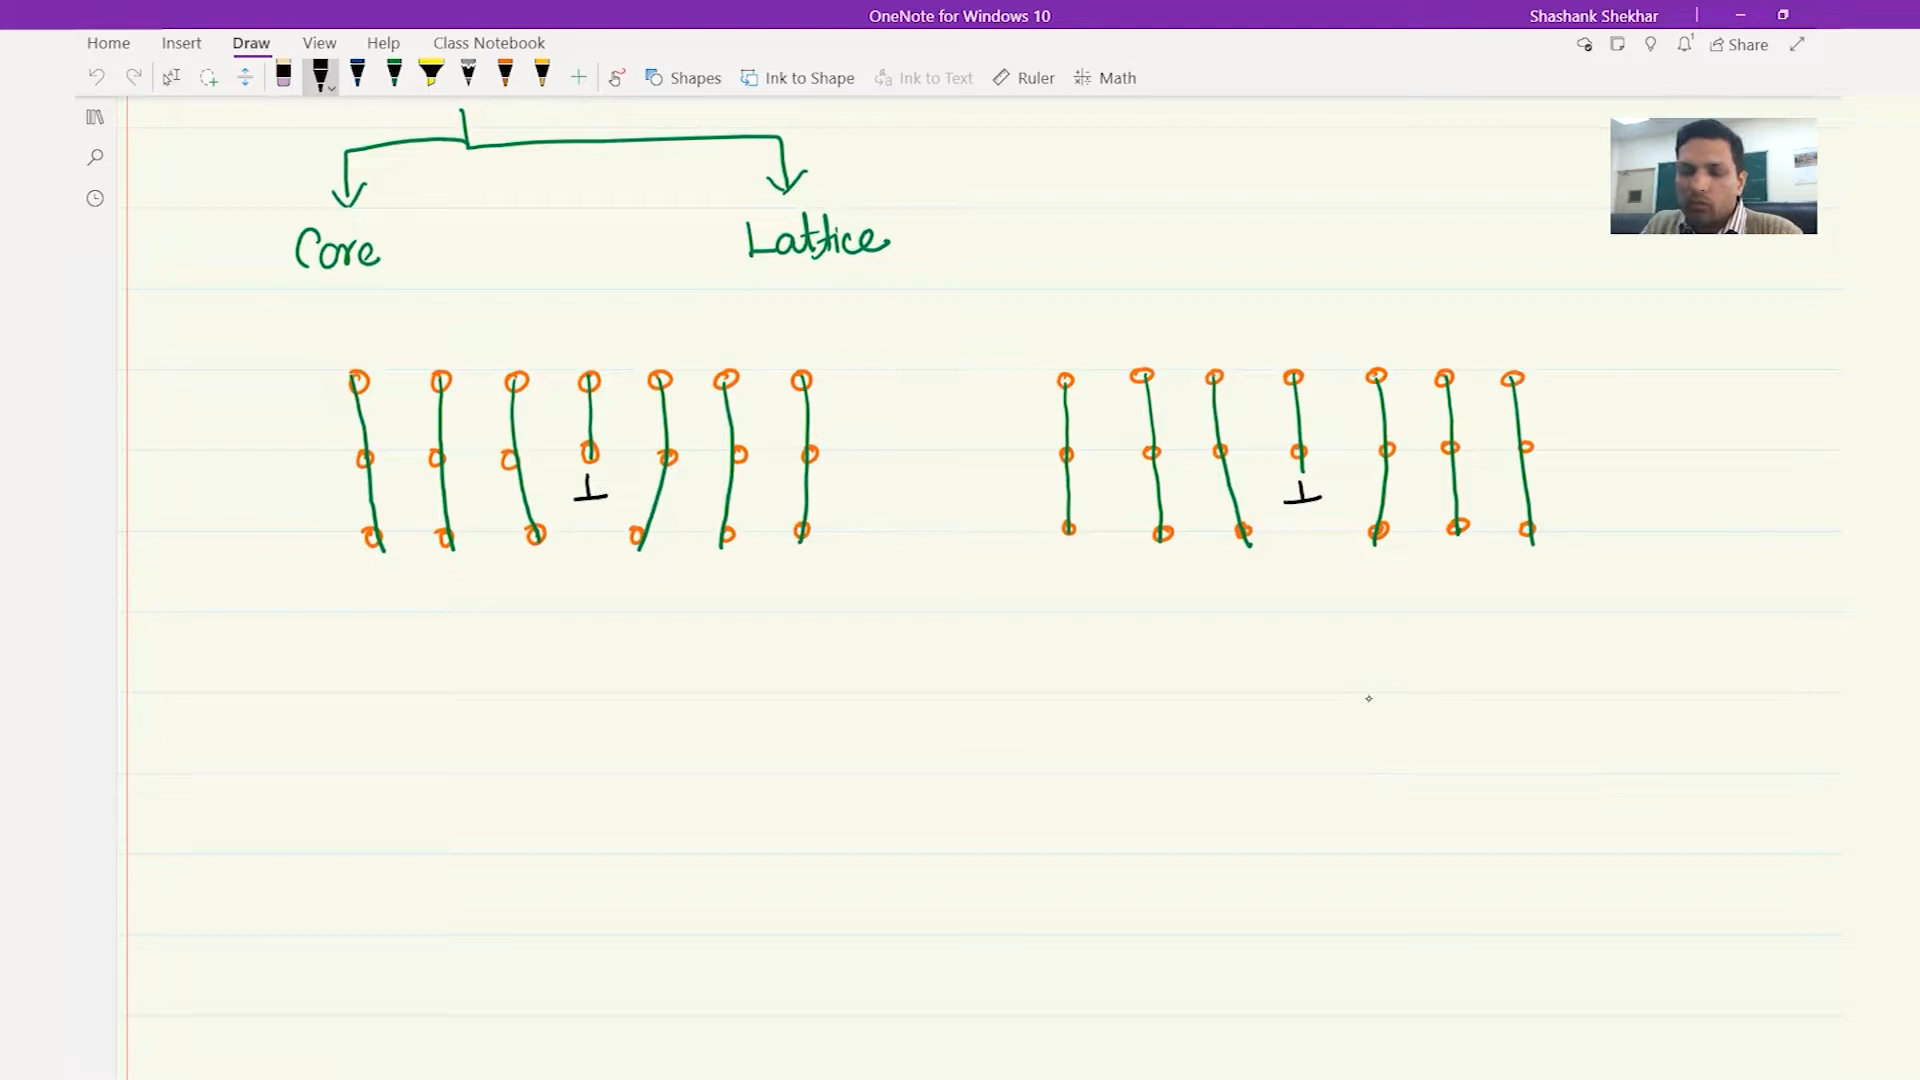 OneNote for Windows 10
Shashank Shekhar
Home Insert Draw View Help Class Notebook
Share
Shapes Ink to Shape Ink to Text Ruler Math
Core
Lattice
⊥ ⊥